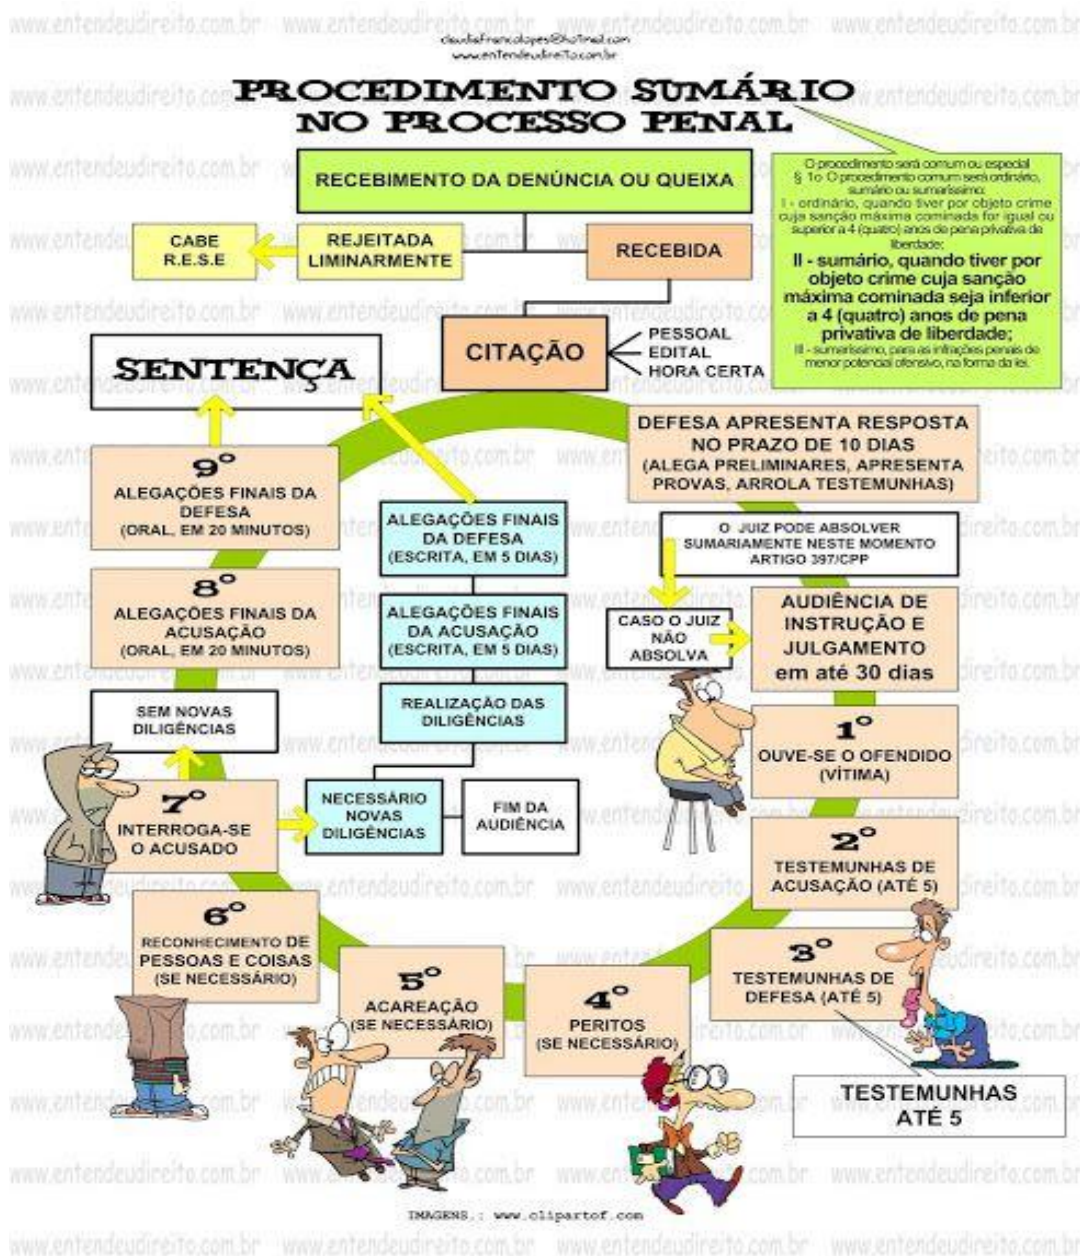 claudiafrancolopes@hotmail.com
www.entendeudireito.com.br
PROCEDIMENTO SUMÁRIO
NO PROCESSO PENAL
O procedimento será comum ou especial
§ 1o O procedimento comum será ordinário,
sumário ou sumaríssimo:
I - ordinário, quando tiver por objeto crime
cuja sanção máxima cominada for igual ou
superior a 4 (quatro) anos de pena privativa de
liberdade;
II - sumário, quando tiver por
objeto crime cuja sanção
máxima cominada seja inferior
a 4 (quatro) anos de pena
privativa de liberdade;
III - sumaríssimo, para as infrações penais de
menor potencial ofensivo, na forma da lei.
RECEBIMENTO DA DENÚNCIA OU QUEIXA
CABE
R.E.S.E
REJEITADA
LIMINARMENTE
RECEBIDA
CITAÇÃO
PESSOAL
EDITAL
HORA CERTA
SENTENÇA
DEFESA APRESENTA RESPOSTA
NO PRAZO DE 10 DIAS
(ALEGA PRELIMINARES, APRESENTA
PROVAS, ARROLA TESTEMUNHAS)
O JUIZ PODE ABSOLVER
SUMARIAMENTE NESTE MOMENTO
ARTIGO 397/CPP
CASO O JUIZ
NÃO
ABSOLVA
AUDIÊNCIA DE
INSTRUÇÃO E
JULGAMENTO
em até 30 dias
1º
OUVE-SE O OFENDIDO
(VÍTIMA)
2º
TESTEMUNHAS DE
ACUSAÇÃO (ATÉ 5)
3º
TESTEMUNHAS DE
DEFESA (ATÉ 5)
TESTEMUNHAS
ATÉ 5
4º
PERITOS
(SE NECESSÁRIO)
5º
ACAREAÇÃO
(SE NECESSÁRIO)
6º
RECONHECIMENTO DE
PESSOAS E COISAS
(SE NECESSÁRIO)
7º
INTERROGA-SE
O ACUSADO
SEM NOVAS
DILIGÊNCIAS
8º
ALEGAÇÕES FINAIS DA
ACUSAÇÃO
(ORAL, EM 20 MINUTOS)
9º
ALEGAÇÕES FINAIS DA
DEFESA
(ORAL, EM 20 MINUTOS)
NECESSÁRIO
NOVAS
DILIGÊNCIAS
FIM DA
AUDIÊNCIA
REALIZAÇÃO DAS
DILIGÊNCIAS
ALEGAÇÕES FINAIS
DA ACUSAÇÃO
(ESCRITA, EM 5 DIAS)
ALEGAÇÕES FINAIS
DA DEFESA
(ESCRITA, EM 5 DIAS)
IMAGENS.: www.clipartof.com